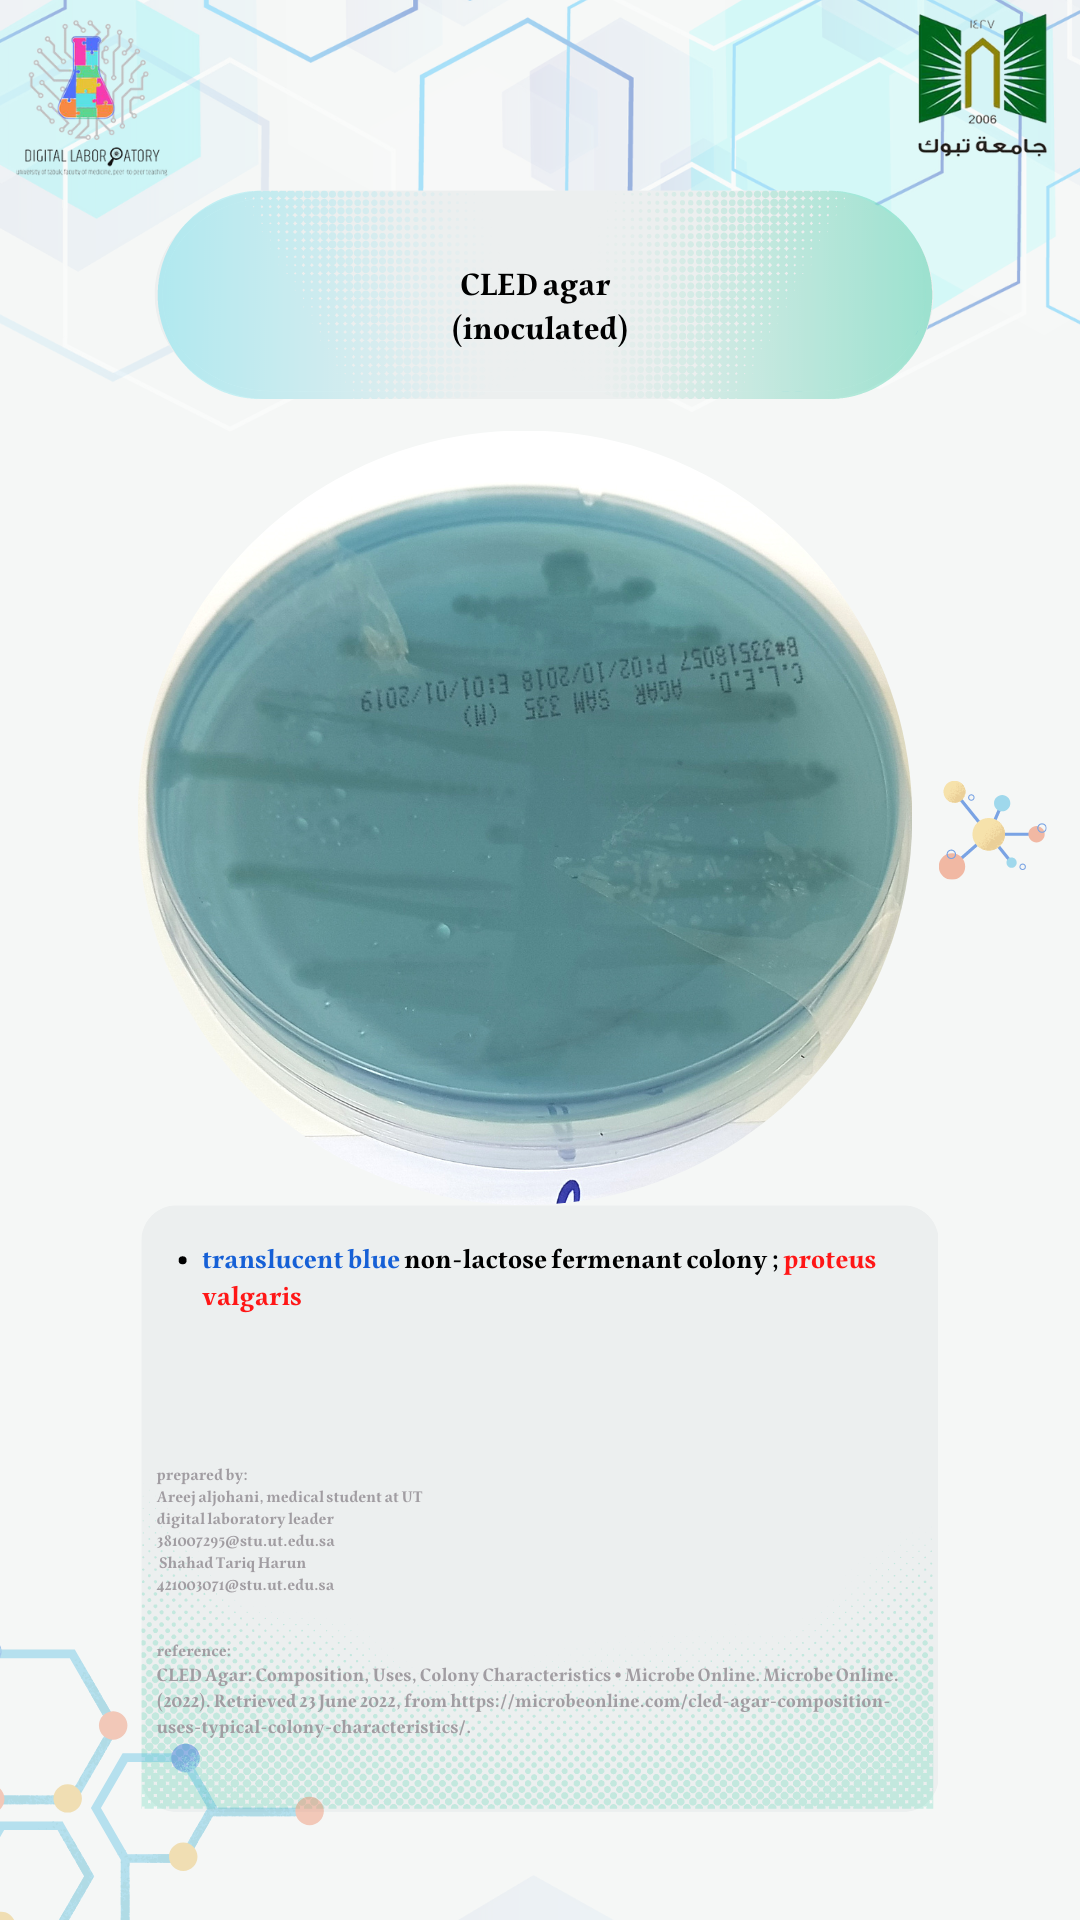 ١٤٢٧
2006
جامعة تبوك
DIGITAL LABORATORY
university of tabuk, faculty of medicine, peer-to-peer teaching
CLED agar
(inoculated)
B#33518057 P:02/10/2018 E:01/01/2019
C.L.E.D. AGAR SAM 335 (M)
• translucent blue non-lactose fermenant colony ; proteus
valgaris
prepared by:
Areej aljohani, medical student at UT
digital laboratory leader
381007295@stu.ut.edu.sa
Shahad Tariq Harun
421003071@stu.ut.edu.sa
reference:
CLED Agar: Composition, Uses, Colony Characteristics • Microbe Online. Microbe Online.
(2022). Retrieved 23 June 2022, from https://microbeonline.com/cled-agar-composition-
uses-typical-colony-characteristics/.